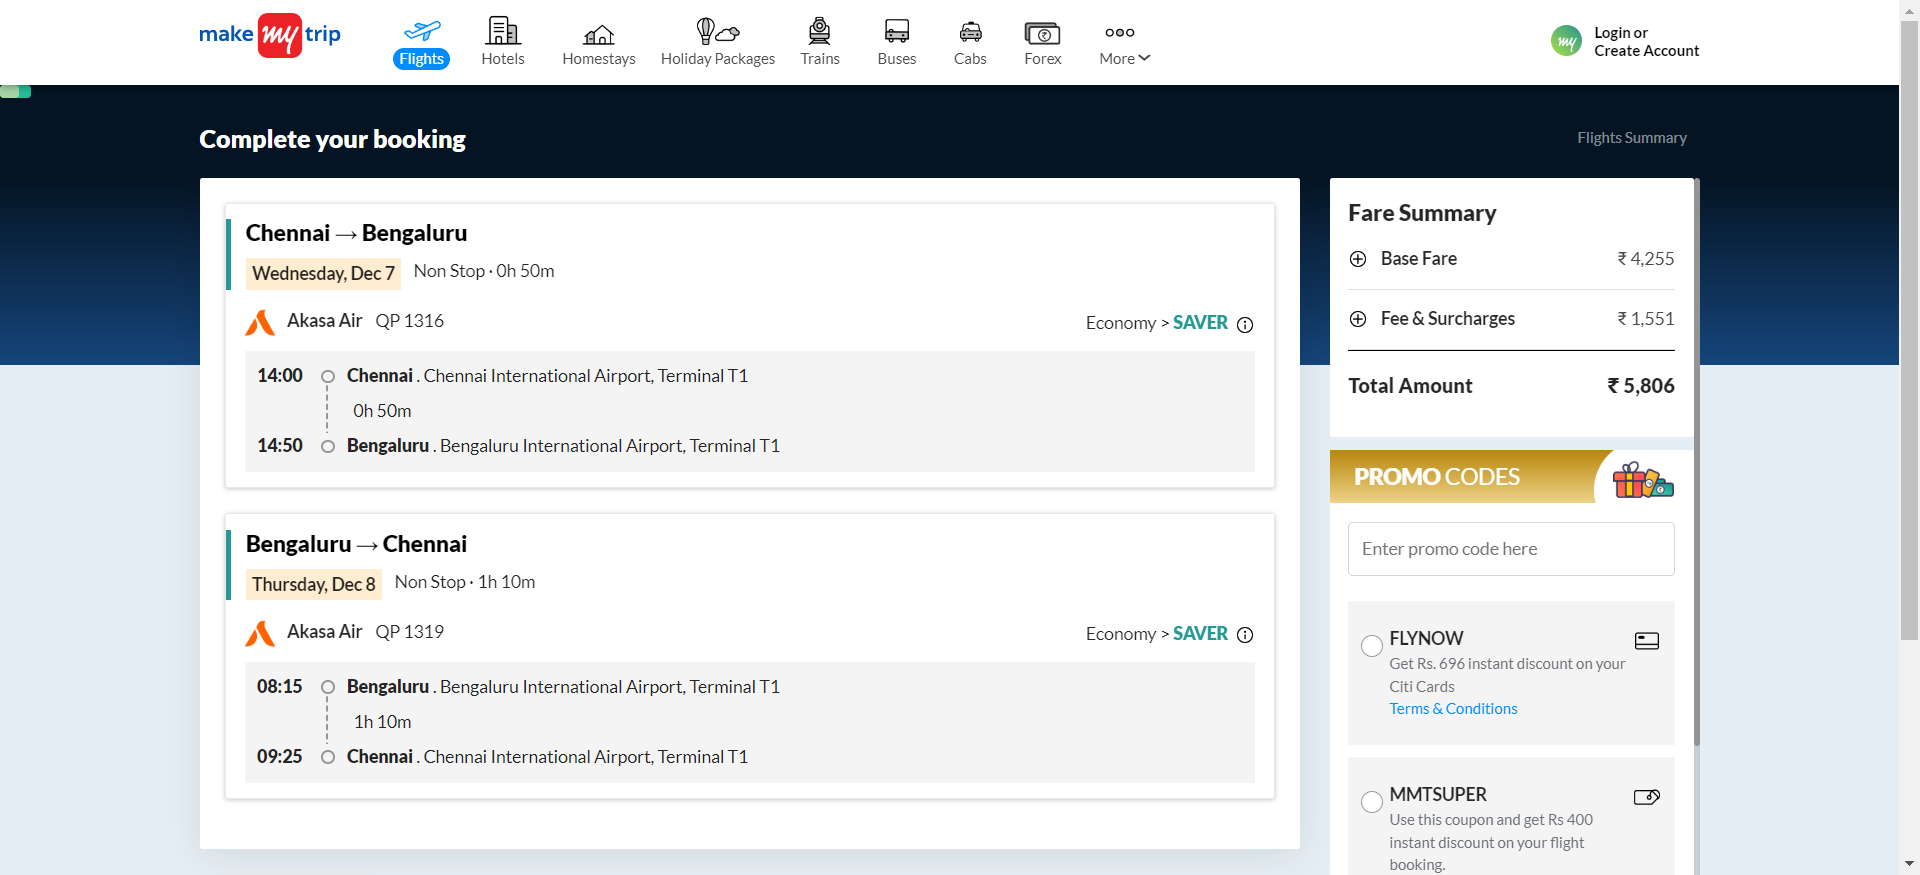 make my trip
Flights
Hotels
Homestays
Holiday Packages
Trains
Buses
Cabs
Forex
More
my
Login or
Create Account
Complete your booking
Flights Summary
Chennai → Bengaluru
Wednesday, Dec 7 Non Stop · 0h 50m
Akasa Air QP 1316
Economy > SAVER
14:00 Chennai . Chennai International Airport, Terminal T1
0h 50m
14:50 Bengaluru . Bengaluru International Airport, Terminal T1
Bengaluru → Chennai
Thursday, Dec 8 Non Stop · 1h 10m
Akasa Air QP 1319
Economy > SAVER
08:15 Bengaluru . Bengaluru International Airport, Terminal T1
1h 10m
09:25 Chennai . Chennai International Airport, Terminal T1
Fare Summary
Base Fare ₹ 4,255
Fee & Surcharges ₹ 1,551
Total Amount ₹ 5,806
PROMO CODES
Enter promo code here
FLYNOW
Get Rs. 696 instant discount on your
Citi Cards
Terms & Conditions
MMTSUPER
Use this coupon and get Rs 400
instant discount on your flight
booking.